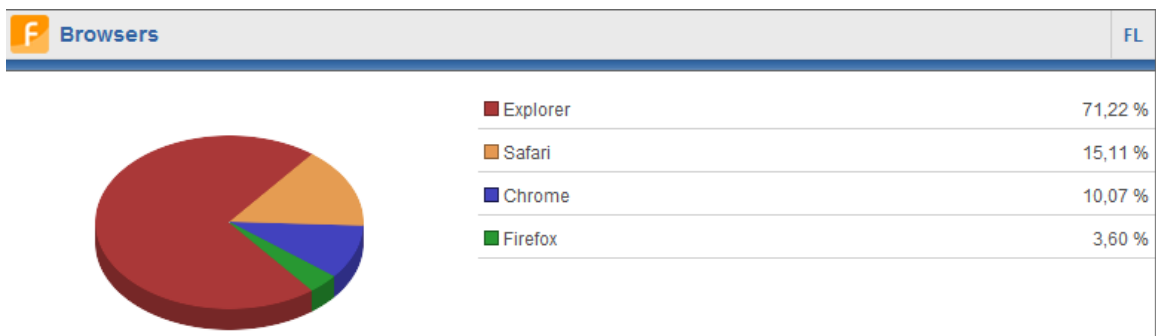 F Browsers FL
Explorer 71,22 %
Safari 15,11 %
Chrome 10,07 %
Firefox 3,60 %